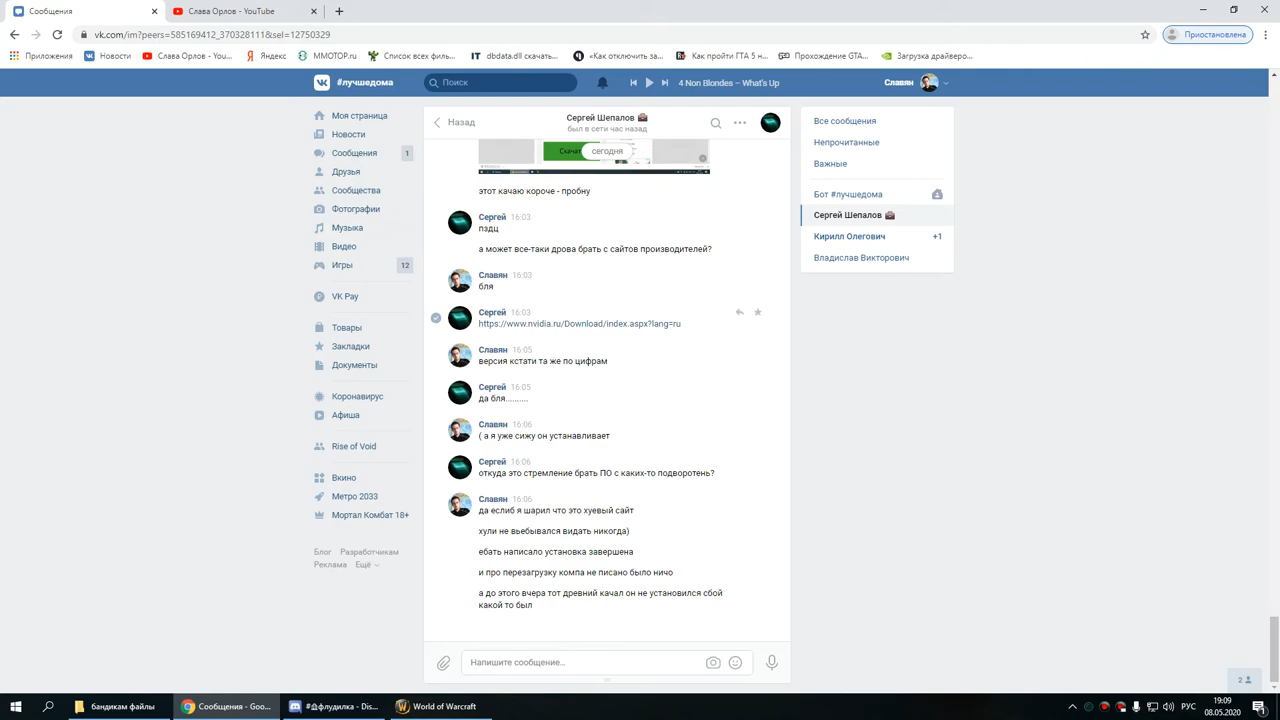 Сообщения
Слава Орлов - YouTube
vk.com/im?peers=585169412_370328111&sel=12750329
Приостановлена
Приложения
Новости
Слава Орлов - You...
Яндекс
MMOTOP.ru
Список всех филь...
dbdata.dll скачать...
«Как отключить за...
Как пройти ГТА 5 н...
Прохождение GTA...
Загрузка драйверо...
#лучшедома
Поиск
4 Non Blondes – What's Up
Славян
Моя страница
Новости
Сообщения
1
Друзья
Сообщества
Фотографии
Музыка
Видео
Игры
12
VK Pay
Товары
Закладки
Документы
Коронавирус
Афиша
Rise of Void
Вкино
Метро 2033
Мортал Комбат 18+
Блог Разработчикам
Реклама Ещё
Назад
Сергей Шепалов
был в сети час назад
Скачат
сегодня
этот качаю короче - пробну
Сергей 16:03
пздц
а может все-таки дрова брать с сайтов производителей?
Славян 16:03
бля
Сергей 16:03
https://www.nvidia.ru/Download/index.aspx?lang=ru
Славян 16:05
версия кстати та же по цифрам
Сергей 16:05
да бля..........
Славян 16:06
( а я уже сижу он устанавливает
Сергей 16:06
откуда это стремление брать ПО с каких-то подворотень?
Славян 16:06
да еслиб я шарил что это хуевый сайт
хули не вьебывался видать никогда)
ебать написало установка завершена
и про перезагрузку компа не писано было ничо
а до этого вчера тот древний качал он не установился сбой
какой то был
Напишите сообщение...
Все сообщения
Непрочитанные
Важные
Бот #лучшедома
Сергей Шепалов
Кирилл Олегович
+1
Владислав Викторович
2
бандикам файлы
Сообщения - Goo...
#флудилка - Dis...
World of Warcraft
РУС
19:09
08.05.2020
1